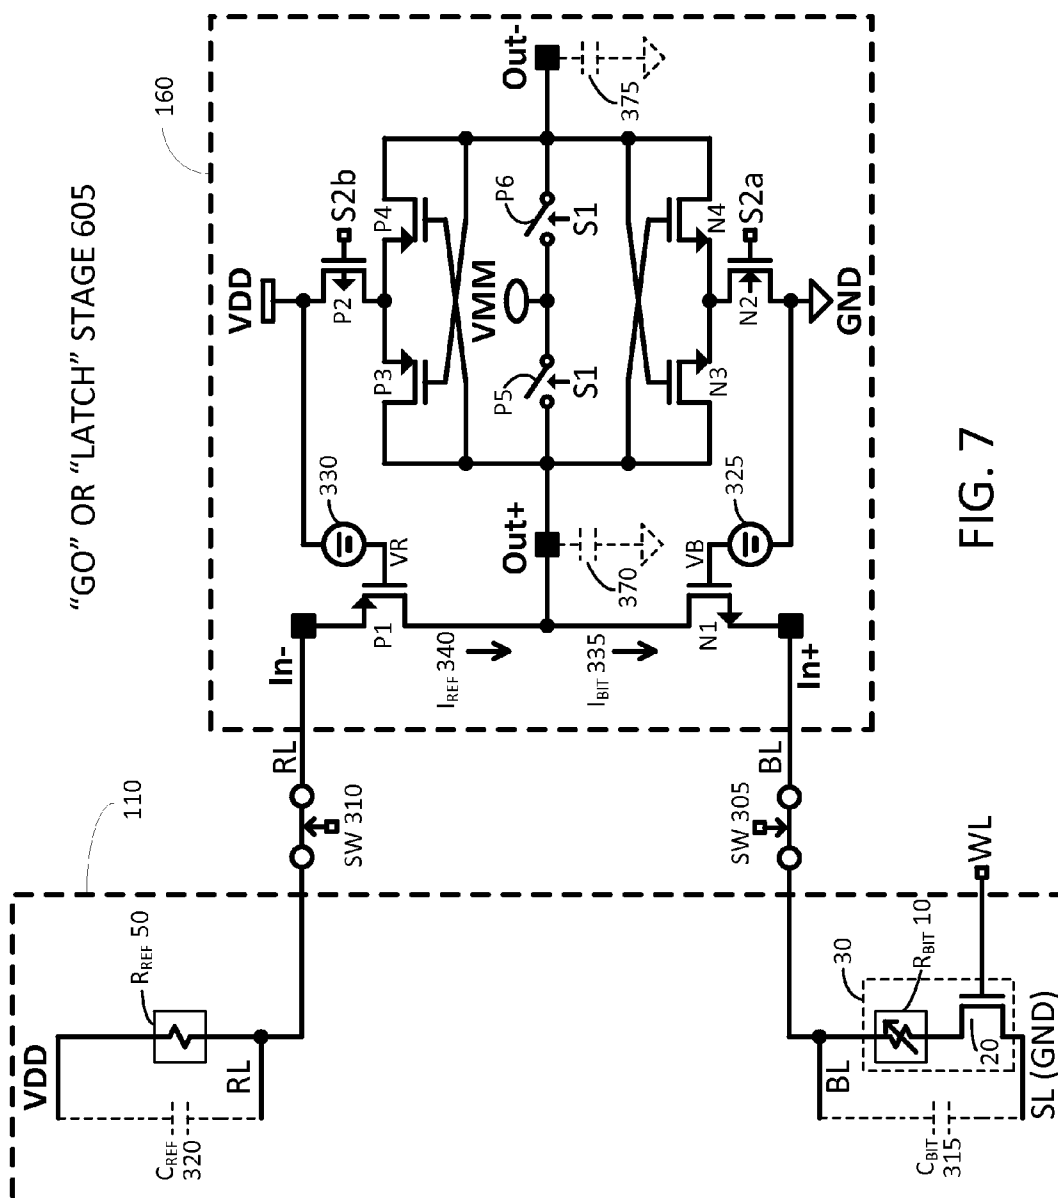 "GO" OR "LATCH" STAGE 605
160
110
VDD
S2b
P2
P3
P4
330
VR
In-
P1
RL
SW 310
RREF 50
VDD
RL
CREF
320
IREF 340
Out+
370
VMM
P5
S1
P6
S1
Out-
375
IBIT 335
VB
325
N1
In+
N3
N4
N2
S2a
GND
BL
SW 305
WL
30
RBIT 10
20
BL
CBIT
315
SL (GND)
FIG. 7